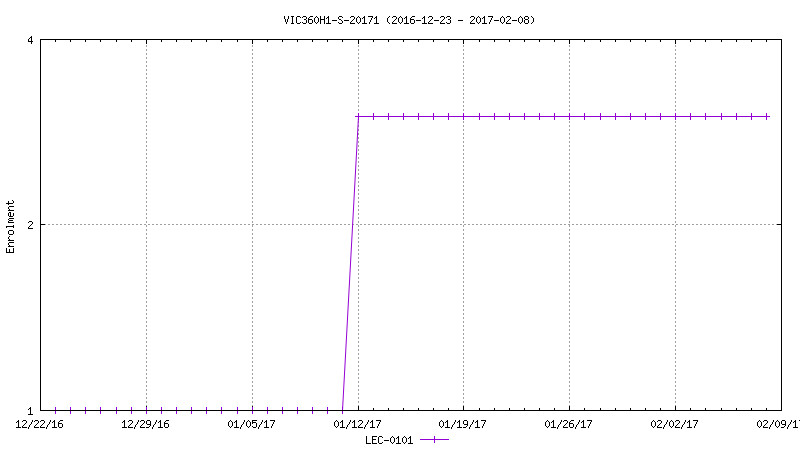 VIC360H1-S-20171 (2016-12-23 - 2017-02-08)
4
2
1
Enrolment
12/22/16 12/29/16 01/05/17 01/12/17 01/19/17 01/26/17 02/02/17 02/09/1
LEC-0101